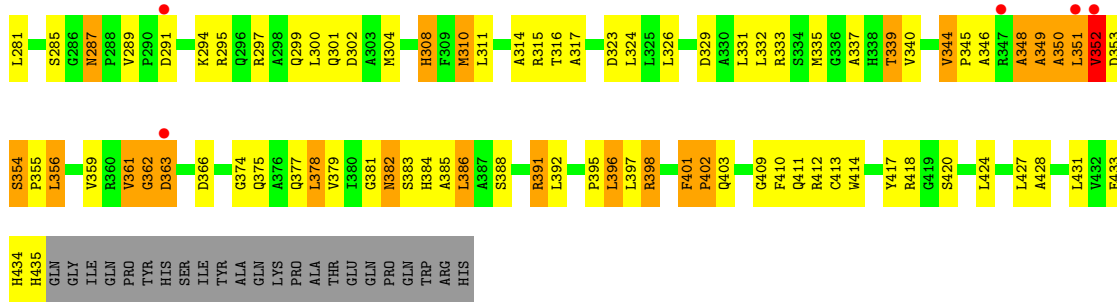 L281 S285 G286 N287 P288 V289 P290 D291 K294 R295 Q296 R297 A298 Q299 L300 Q301 D302 A303 M304 H308 F309 M310 L311 A314 R315 T316 A317 D323 L324 L325 L326 D329 A330 L331 L332 R333 S334 M335 G336 A337 H338 T339 V340 V344 P345 A346 R347 A348 A349 A350 L351 V352 D353
S354 P355 L356 V359 R360 V361 G362 D363 D366 G374 Q375 A376 Q377 L378 V379 I380 G381 N382 S383 H384 A385 L386 A387 S388 R391 L392 P395 L396 L397 R398 F401 P402 Q403 G409 F410 Q411 R412 C413 W414 Y417 R418 G419 S420 L424 L427 A428 L431 V432 E433
H434 H435 GLN GLY ILE GLN PRO TYR HIS SER ILE TYR ALA GLN LYS PRO ALA THR GLU GLN PRO GLN TRP ARG HIS